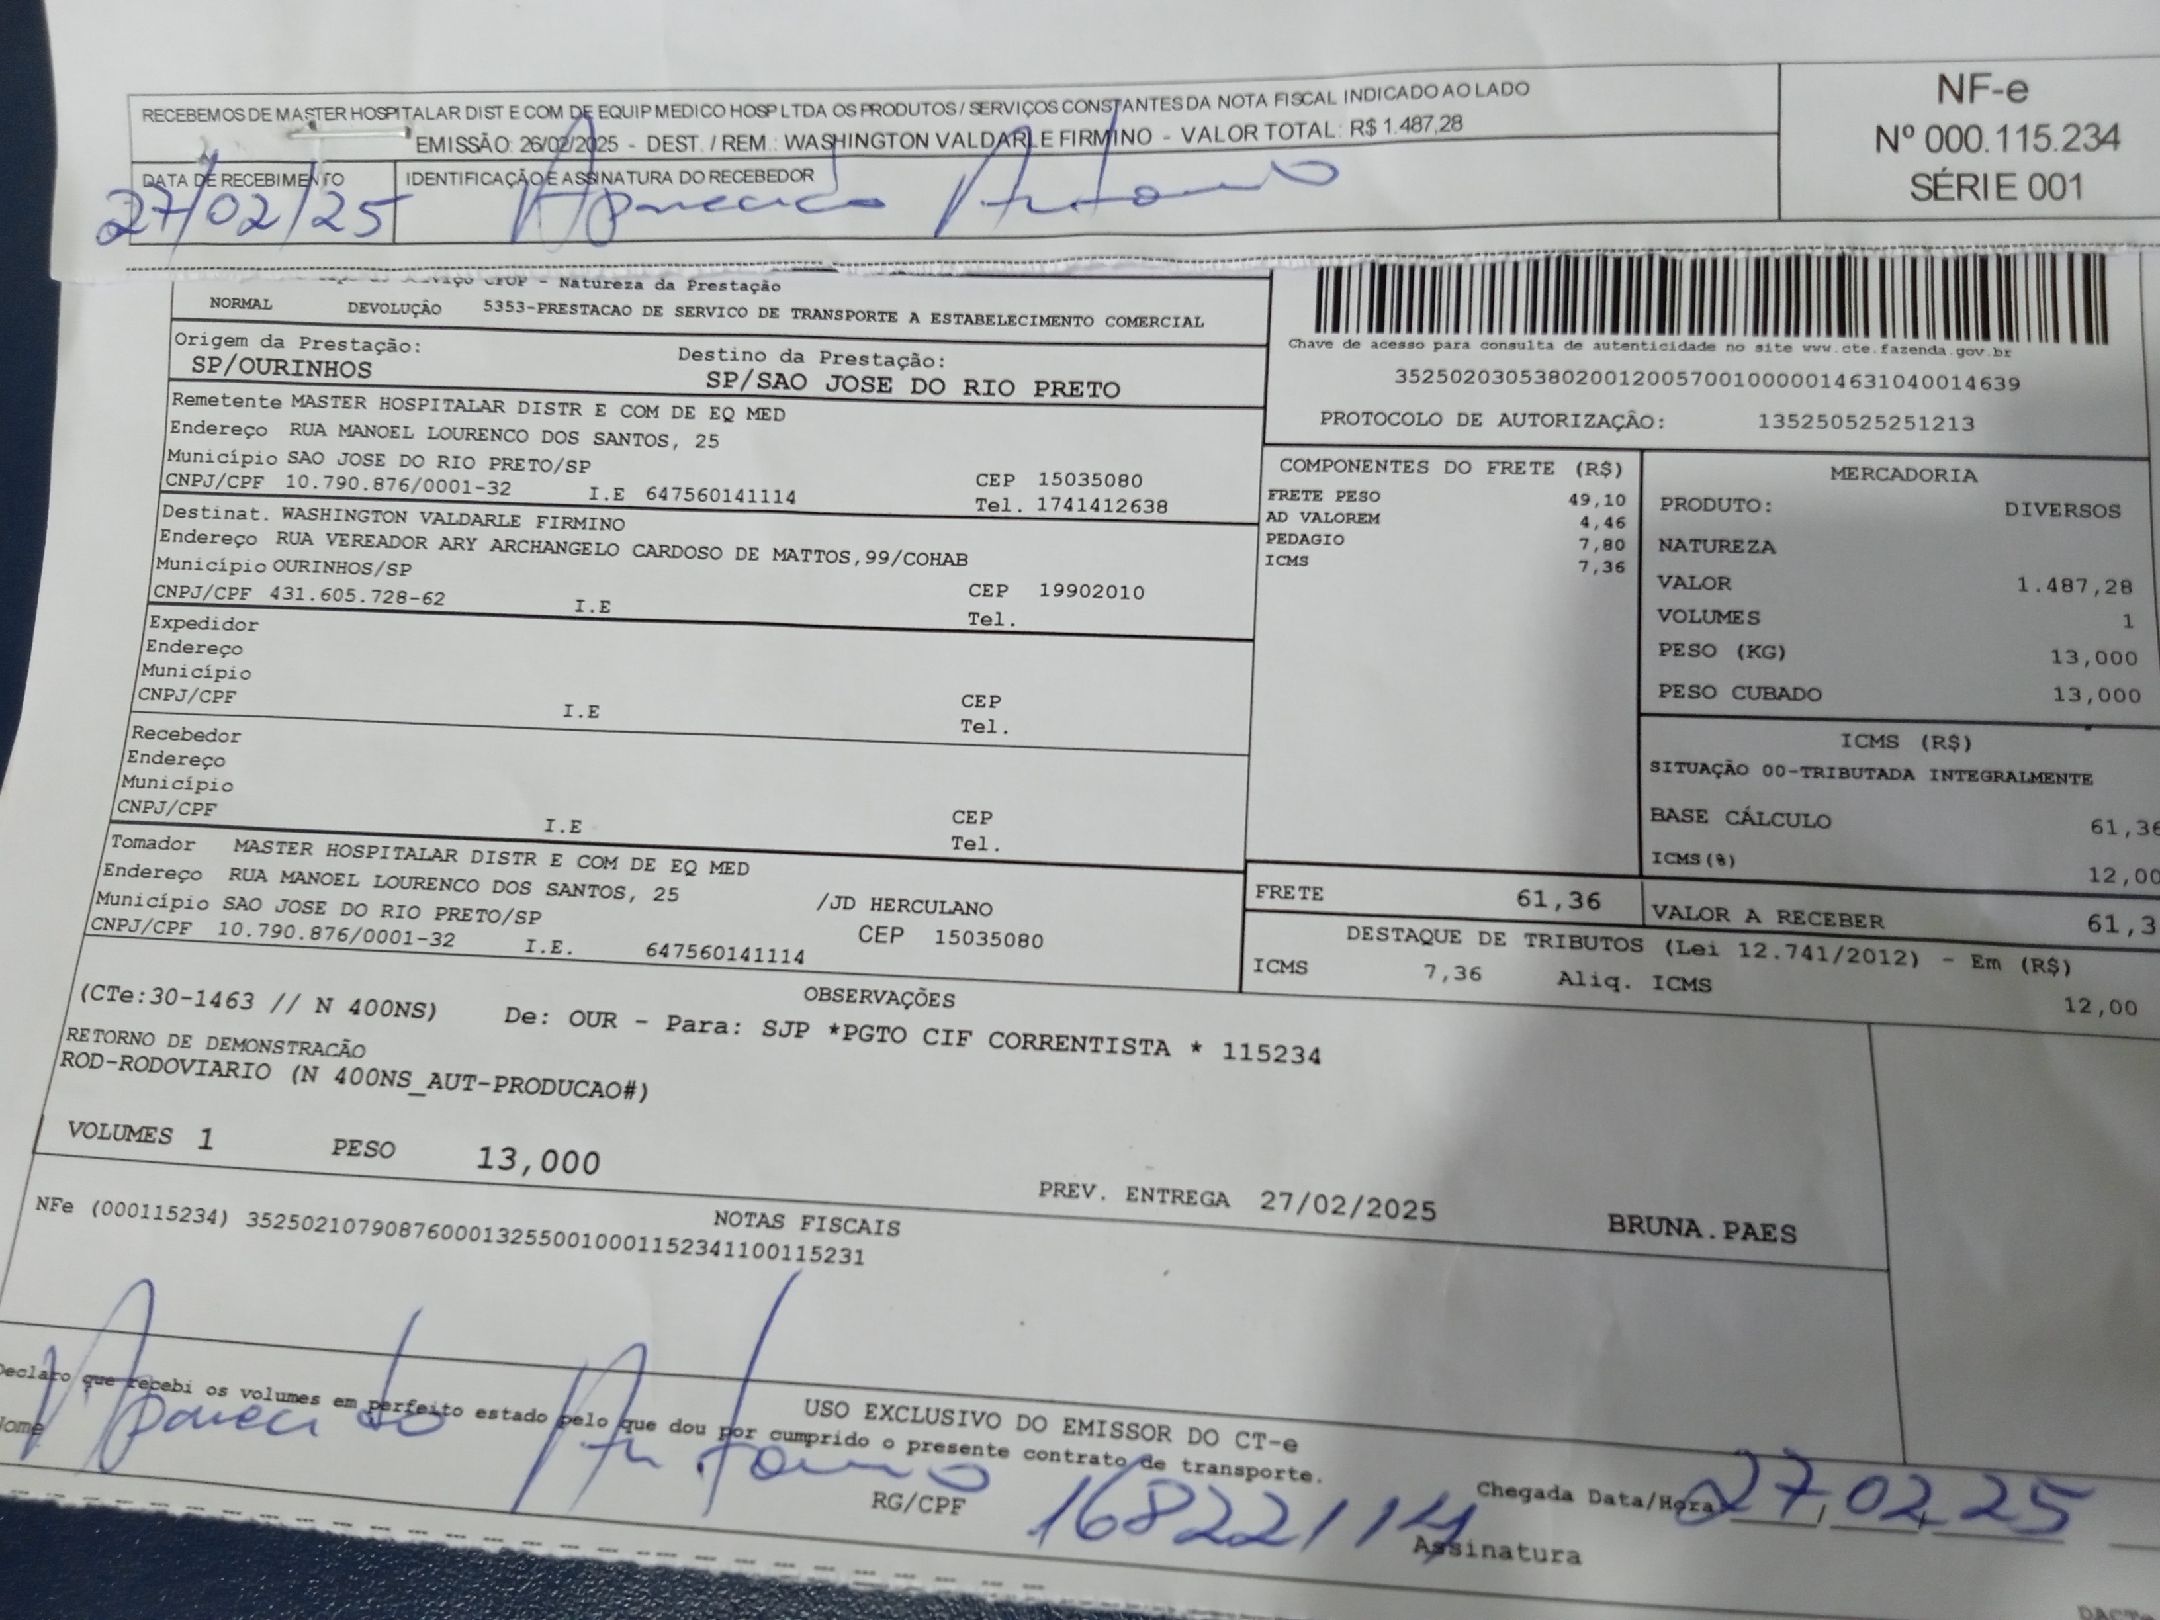 RECEBEMOS DE MASTER HOSPITALAR DIST E COM DE EQUIP MEDICO HOSP LTDA OS PRODUTOS / SERVIÇOS CONSTANTES DA NOTA FISCAL INDICADO AO LADO
EMISSÃO: 26/02/2025 - DEST. / REM.: WASHINGTON VALDARLE FIRMINO - VALOR TOTAL: R$ 1.487,28
NF-e
Nº 000.115.234
SÉRIE 001
DATA DE RECEBIMENTO
IDENTIFICAÇÃO E ASSINATURA DO RECEBEDOR
27/02/25
Aparecido Antonio
CFOP - Natureza da Prestação
NORMAL DEVOLUÇÃO 5353-PRESTACAO DE SERVICO DE TRANSPORTE A ESTABELECIMENTO COMERCIAL
Origem da Prestação: Destino da Prestação:
SP/OURINHOS SP/SAO JOSE DO RIO PRETO
Remetente MASTER HOSPITALAR DISTR E COM DE EQ MED
Endereço RUA MANOEL LOURENCO DOS SANTOS, 25
Município SAO JOSE DO RIO PRETO/SP CEP 15035080
CNPJ/CPF 10.790.876/0001-32 I.E 647560141114 Tel. 1741412638
Destinat. WASHINGTON VALDARLE FIRMINO
Endereço RUA VEREADOR ARY ARCHANGELO CARDOSO DE MATTOS,99/COHAB
Município OURINHOS/SP CEP 19902010
CNPJ/CPF 431.605.728-62 I.E Tel.
Expedidor
Endereço
Município
CNPJ/CPF I.E CEP
Tel.
Recebedor
Endereço
Município
CNPJ/CPF I.E CEP
Tel.
Tomador MASTER HOSPITALAR DISTR E COM DE EQ MED
Endereço RUA MANOEL LOURENCO DOS SANTOS, 25 /JD HERCULANO
Município SAO JOSE DO RIO PRETO/SP CEP 15035080
CNPJ/CPF 10.790.876/0001-32 I.E. 647560141114
Chave de acesso para consulta de autenticidade no site www.cte.fazenda.gov.br
35250203053802001200570010000014631040014639
PROTOCOLO DE AUTORIZAÇÃO: 135250525251213
COMPONENTES DO FRETE (R$)
FRETE PESO 49,10
AD VALOREM 4,46
PEDAGIO 7,80
ICMS 7,36
MERCADORIA
PRODUTO: DIVERSOS
NATUREZA
VALOR 1.487,28
VOLUMES 1
PESO (KG) 13,000
PESO CUBADO 13,000
ICMS (R$)
SITUAÇÃO 00-TRIBUTADA INTEGRALMENTE
BASE CÁLCULO 61,36
ICMS(%) 12,00
FRETE 61,36 VALOR A RECEBER 61,3
DESTAQUE DE TRIBUTOS (Lei 12.741/2012) - Em (R$)
ICMS 7,36 Aliq. ICMS 12,00
OBSERVAÇÕES
(CTe:30-1463 // N 400NS) De: OUR - Para: SJP *PGTO CIF CORRENTISTA * 115234
RETORNO DE DEMONSTRACÃO
ROD-RODOVIARIO (N 400NS_AUT-PRODUCAO#)
VOLUMES 1 PESO 13,000 PREV. ENTREGA 27/02/2025 BRUNA.PAES
NOTAS FISCAIS
NFe (000115234) 35250210790876000132550010001152341100115231
USO EXCLUSIVO DO EMISSOR DO CT-e
Declaro que recebi os volumes em perfeito estado pelo que dou por cumprido o presente contrato de transporte.
Nome Aparecido Antonio RG/CPF 16822114 Assinatura Chegada Data/Hora 27/02/25